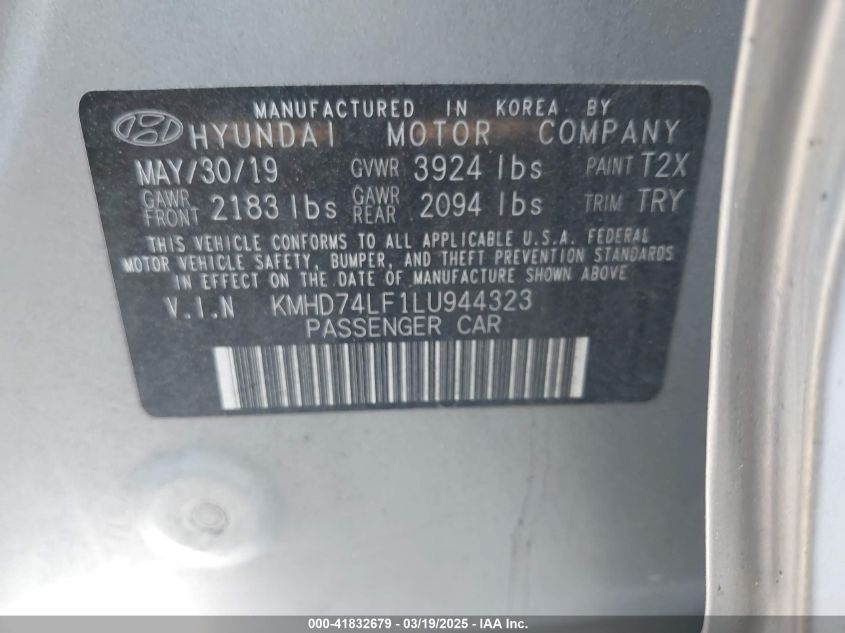 MANUFACTURED IN KOREA BY
HYUNDAI MOTOR COMPANY
MAY/30/19 GVWR 3924 lbs PAINT T2X
GAWR FRONT 2183 lbs GAWR REAR 2094 lbs TRIM TRY
THIS VEHICLE CONFORMS TO ALL APPLICABLE U.S.A. FEDERAL
MOTOR VEHICLE SAFETY, BUMPER, AND THEFT PREVENTION STANDARDS
IN EFFECT ON THE DATE OF MANUFACTURE SHOWN ABOVE
V.I.N KMHD74LF1LU944323
PASSENGER CAR
000-41832679 - 03/19/2025 - IAA Inc.